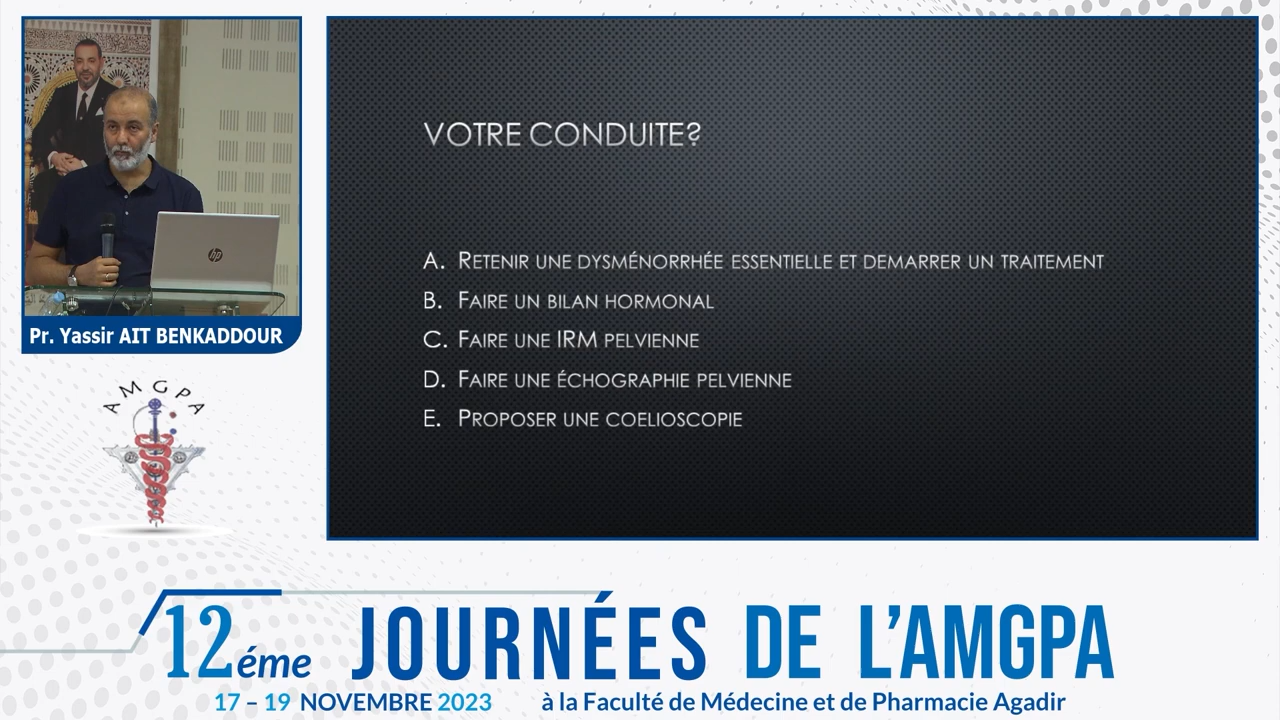 VOTRE CONDUITE?
A. RETENIR UNE DYSMÉNORRHÉE ESSENTIELLE ET DEMARRER UN TRAITEMENT
B. FAIRE UN BILAN HORMONAL
C. FAIRE UNE IRM PELVIENNE
D. FAIRE UNE ÉCHOGRAPHIE PELVIENNE
E. PROPOSER UNE COELIOSCOPIE
hp
Pr. Yassir AIT BENKADDOUR
AMGPA
12éme JOURNÉES DE L'AMGPA
17 – 19 NOVEMBRE 2023 à la Faculté de Médecine et de Pharmacie Agadir